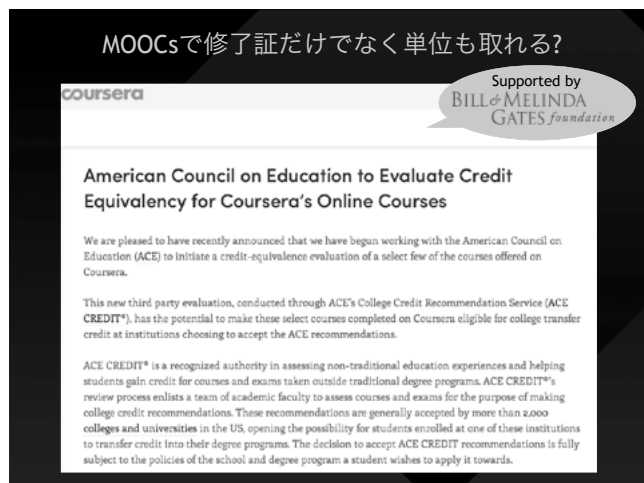 MOOCsで修了証だけでなく単位も取れる?
Supported by
BILL & MELINDA
GATES foundation
coursera
American Council on Education to Evaluate Credit
Equivalency for Coursera's Online Courses
We are pleased to have recently announced that we have begun working with the American Council on
Education (ACE) to initiate a credit-equivalence evaluation of a select few of the courses offered on
Coursera.
This new third party evaluation, conducted through ACE's College Credit Recommendation Service (ACE
CREDIT®), has the potential to make these select courses completed on Coursera eligible for college transfer
credit at institutions choosing to accept the ACE recommendations.
ACE CREDIT® is a recognized authority in assessing non-traditional education experiences and helping
students gain credit for courses and exams taken outside traditional degree programs. ACE CREDIT®'s
review process enlists a team of academic faculty to assess courses and exams for the purpose of making
college credit recommendations. These recommendations are generally accepted by more than 2,000
colleges and universities in the US, opening the possibility for students enrolled at one of these institutions
to transfer credit into their degree programs. The decision to accept ACE CREDIT recommendations is fully
subject to the policies of the school and degree program a student wishes to apply it towards.